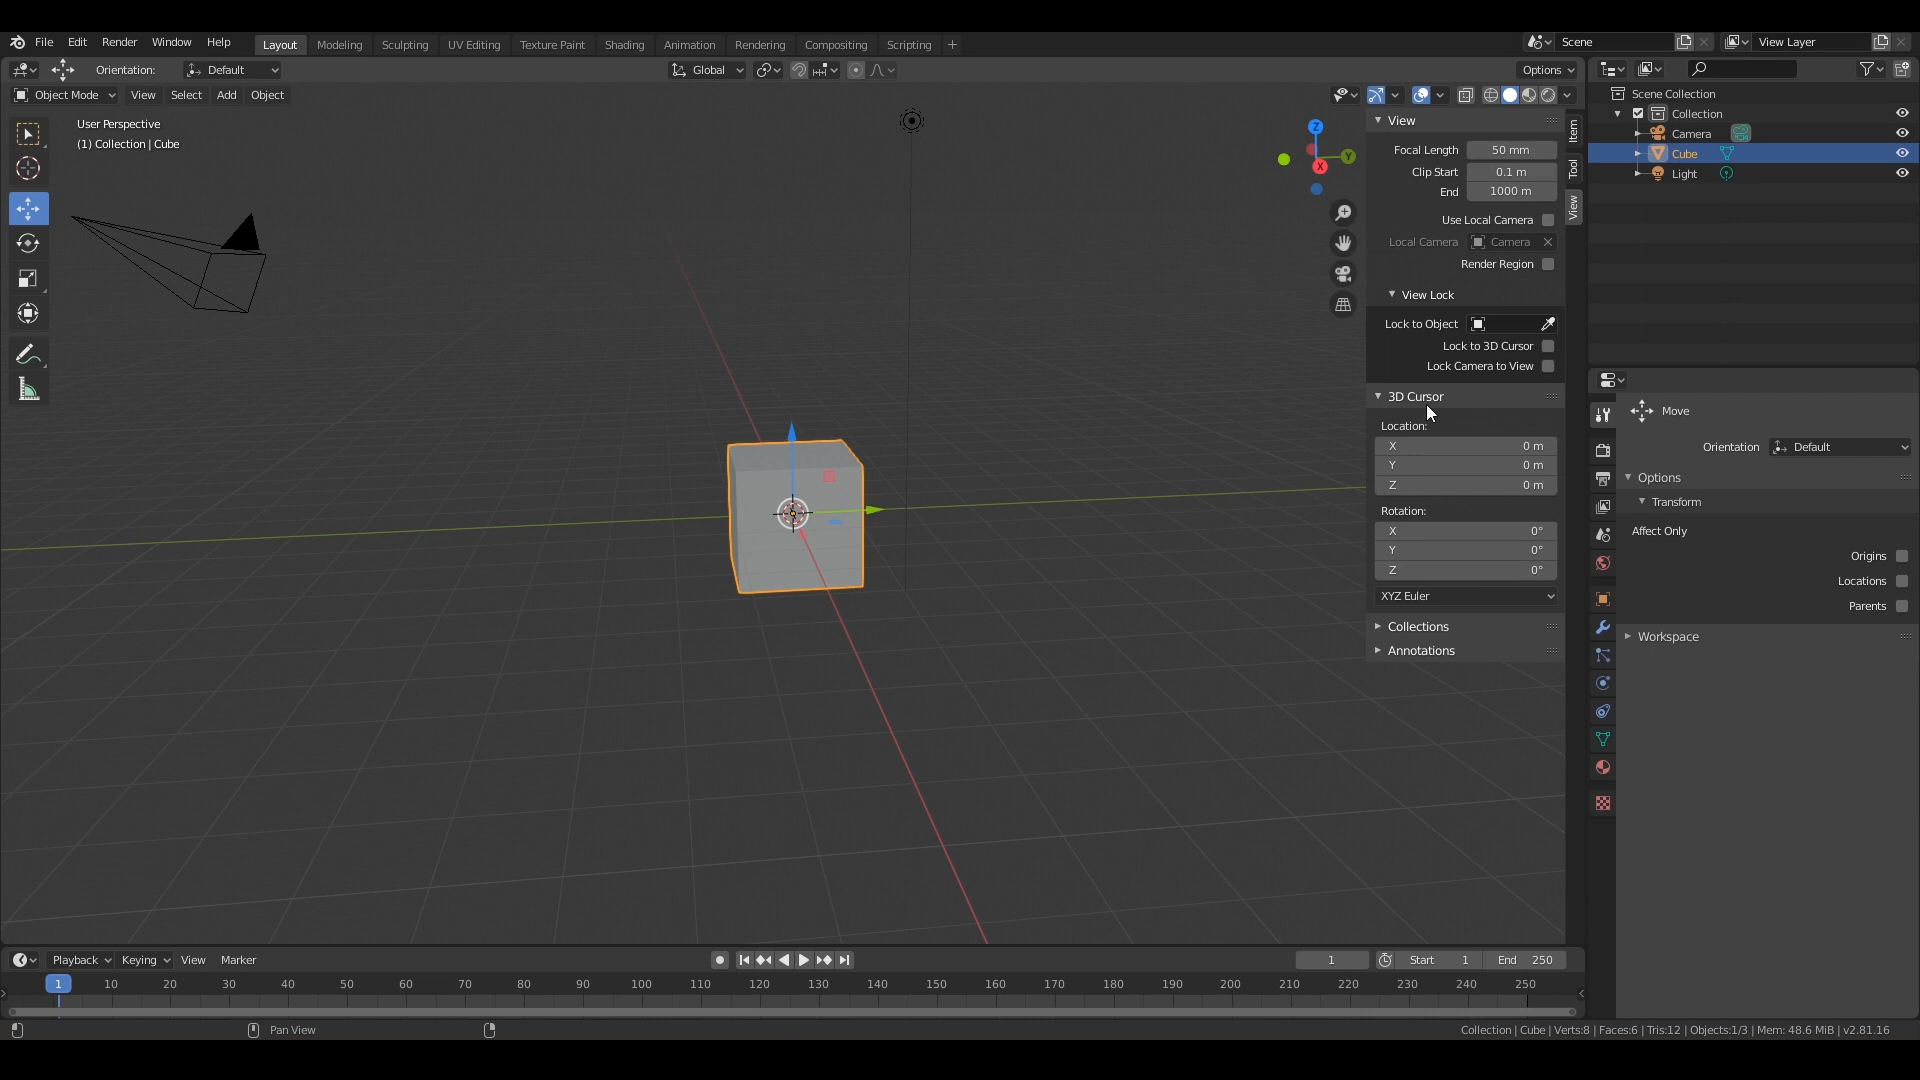 File Edit Render Window Help Layout Modeling Sculpting UV Editing Texture Paint Shading Animation Rendering Compositing Scripting + Scene View Layer
Orientation: Default Global Options
Object Mode View Select Add Object
User Perspective
(1) Collection | Cube
Z
Y
X
View
Focal Length 50 mm
Clip Start 0.1 m
End 1000 m
Use Local Camera
Local Camera Camera
Render Region
View Lock
Lock to Object
Lock to 3D Cursor
Lock Camera to View
3D Cursor
Location:
X 0 m
Y 0 m
Z 0 m
Rotation:
X 0°
Y 0°
Z 0°
XYZ Euler
Collections
Annotations
Item
Tool
View
Scene Collection
Collection
Camera
Cube
Light
Move
Orientation Default
Options
Transform
Affect Only
Origins
Locations
Parents
Workspace
Playback Keying View Marker 1 Start 1 End 250
1 10 20 30 40 50 60 70 80 90 100 110 120 130 140 150 160 170 180 190 200 210 220 230 240 250
Pan View
Collection | Cube | Verts:8 | Faces:6 | Tris:12 | Objects:1/3 | Mem: 48.6 MiB | v2.81.16